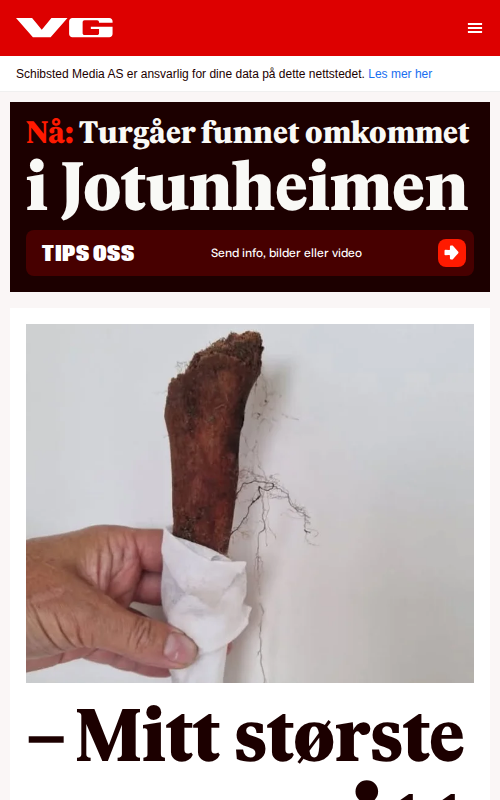 VG
Schibsted Media AS er ansvarlig for dine data på dette nettstedet. Les mer her
Nå: Turgåer funnet omkommet
i Jotunheimen
TIPS OSS Send info, bilder eller video
– Mitt største